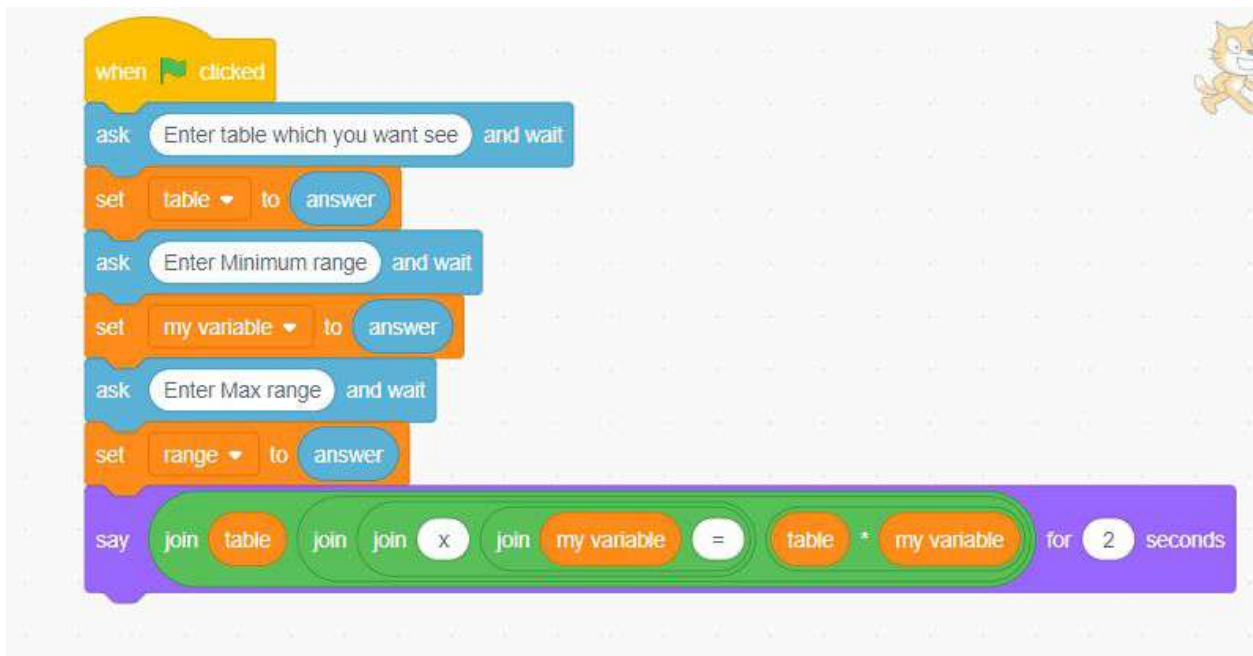 when clicked
ask Enter table which you want see and wait
set table to answer
ask Enter Minimum range and wait
set my variable to answer
ask Enter Max range and wait
set range to answer
say join table join join x join my variable = table * my variable for 2 seconds